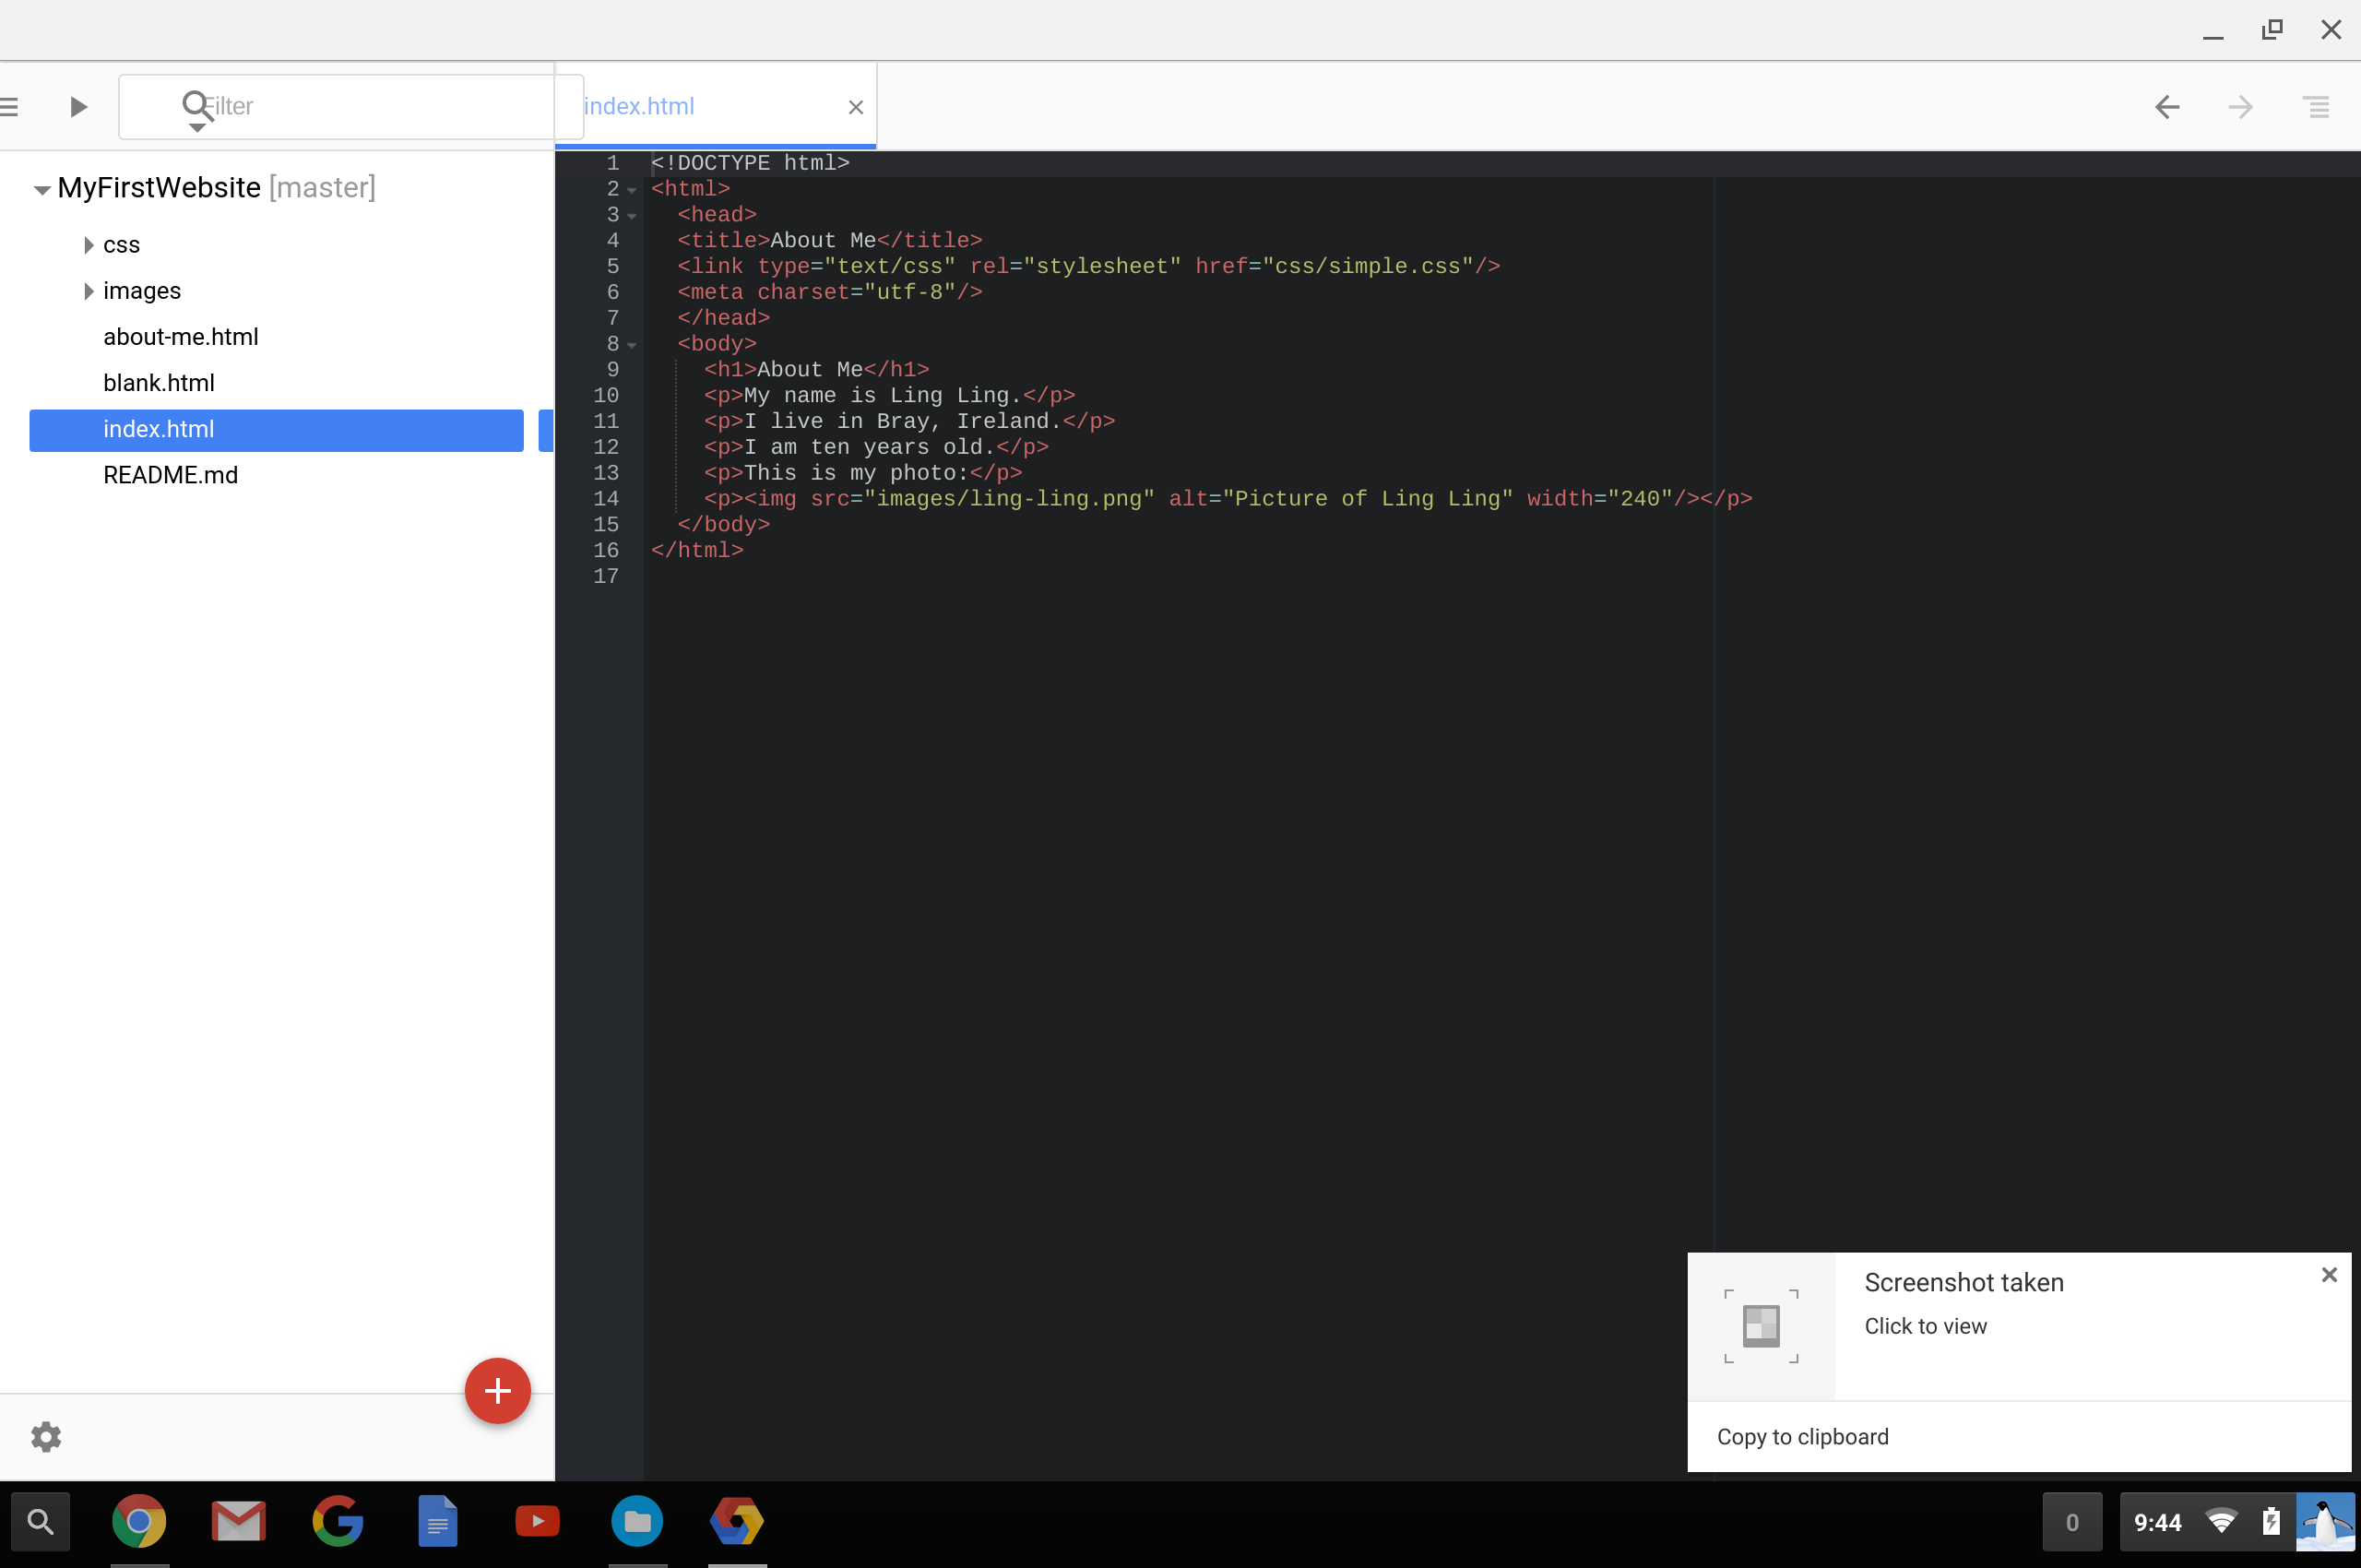 Filter
index.html
MyFirstWebsite [master]
css
images
about-me.html
blank.html
index.html
README.md
1 <!DOCTYPE html>
2 <html>
3   <head>
4   <title>About Me</title>
5   <link type="text/css" rel="stylesheet" href="css/simple.css"/>
6   <meta charset="utf-8"/>
7   </head>
8   <body>
9     <h1>About Me</h1>
10     <p>My name is Ling Ling.</p>
11     <p>I live in Bray, Ireland.</p>
12     <p>I am ten years old.</p>
13     <p>This is my photo:</p>
14     <p><img src="images/ling-ling.png" alt="Picture of Ling Ling" width="240"/></p>
15   </body>
16 </html>
17
Screenshot taken
Click to view
Copy to clipboard
0
9:44